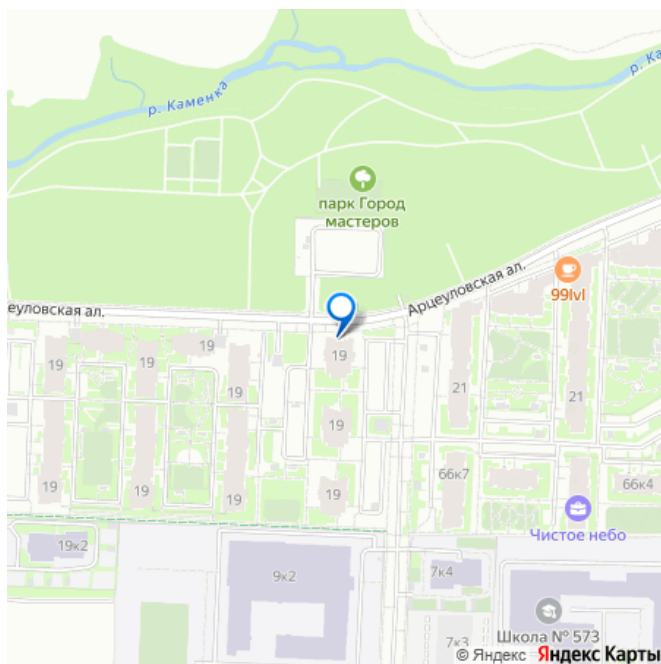 р. Каменка
р. Ка
парк Город
мастеров
Арцеуловская ал.
99lvl
еуловская ал.
19
19
19
19
21
19
21
19
66к7
66к4
19
19
19
19
Чистое небо
19к2
9к2
7к4
7к3
Школа № 573
© Яндекс Яндекс Карты